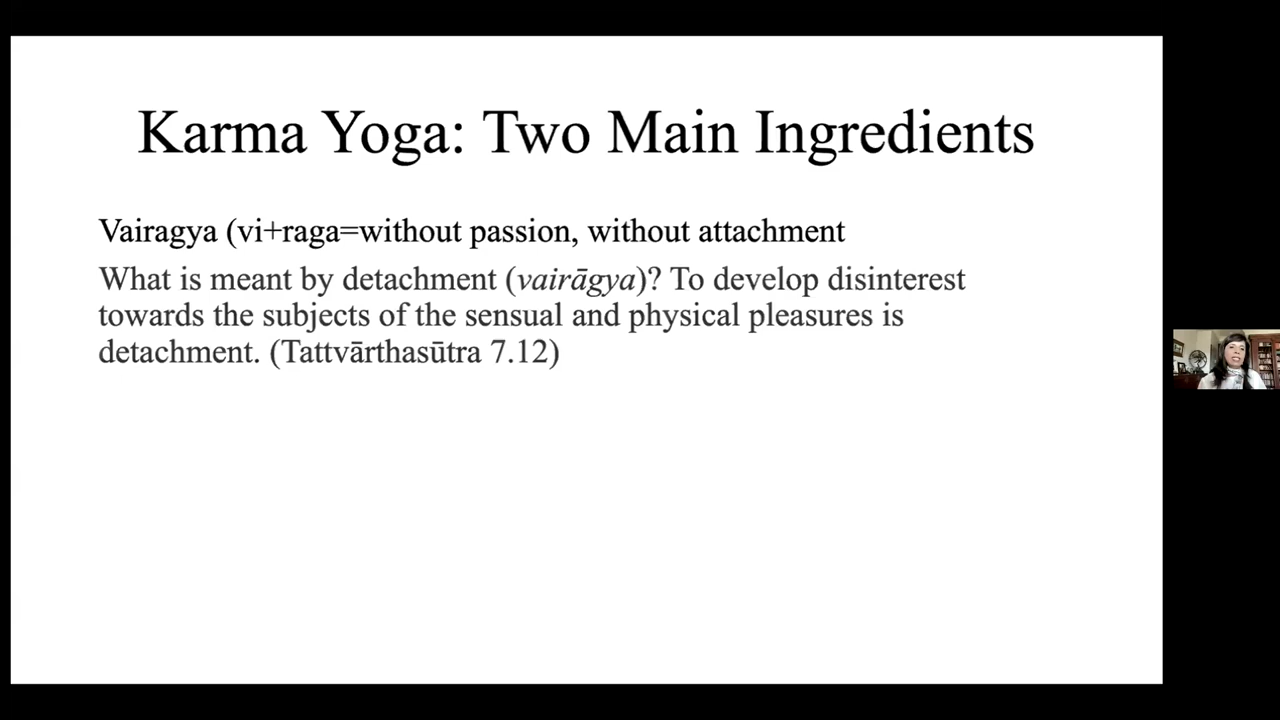 Karma Yoga: Two Main Ingredients
Vairagya (vi+raga=without passion, without attachment
What is meant by detachment (vairāgya)? To develop disinterest
towards the subjects of the sensual and physical pleasures is
detachment. (Tattvārthasūtra 7.12)